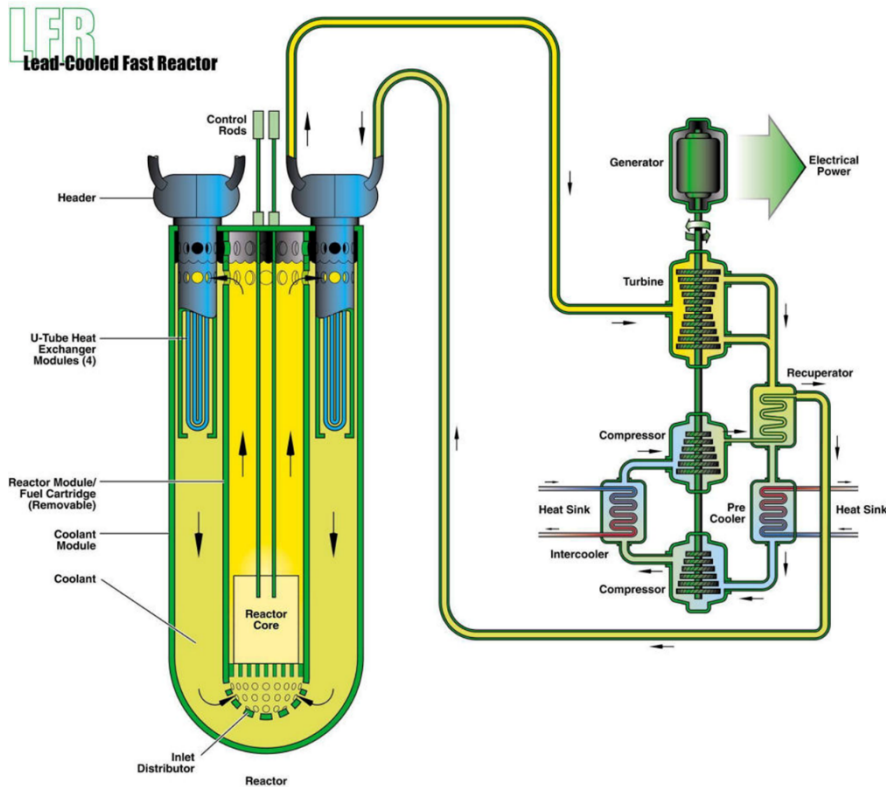 LFR
Lead-Cooled Fast Reactor
Control
Rods
Header
U-Tube Heat
Exchanger
Modules (4)
Reactor Module/
Fuel Cartridge
(Removable)
Coolant
Module
Coolant
Reactor
Core
Inlet
Distributor
Reactor
Generator
Electrical
Power
Turbine
Recuperator
Compressor
Heat Sink
Intercooler
Pre
Cooler
Heat Sink
Compressor